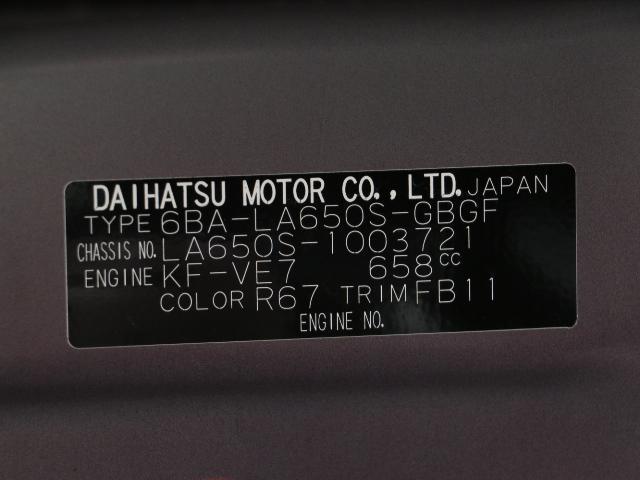 DAIHATSU MOTOR CO., LTD. JAPAN
TYPE 6BA-LA650S-GBGF
CHASSIS NO. LA650S-1003721
ENGINE KF-VE7 658cc
COLOR R67 TRIM FB11
ENGINE NO.